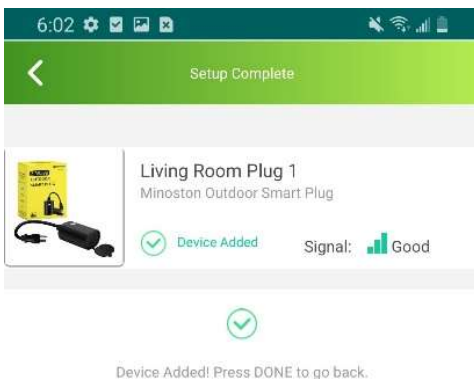 6:02
Setup Complete
Living Room Plug 1
Minoston Outdoor Smart Plug
Device Added
Signal: Good
Device Added! Press DONE to go back.